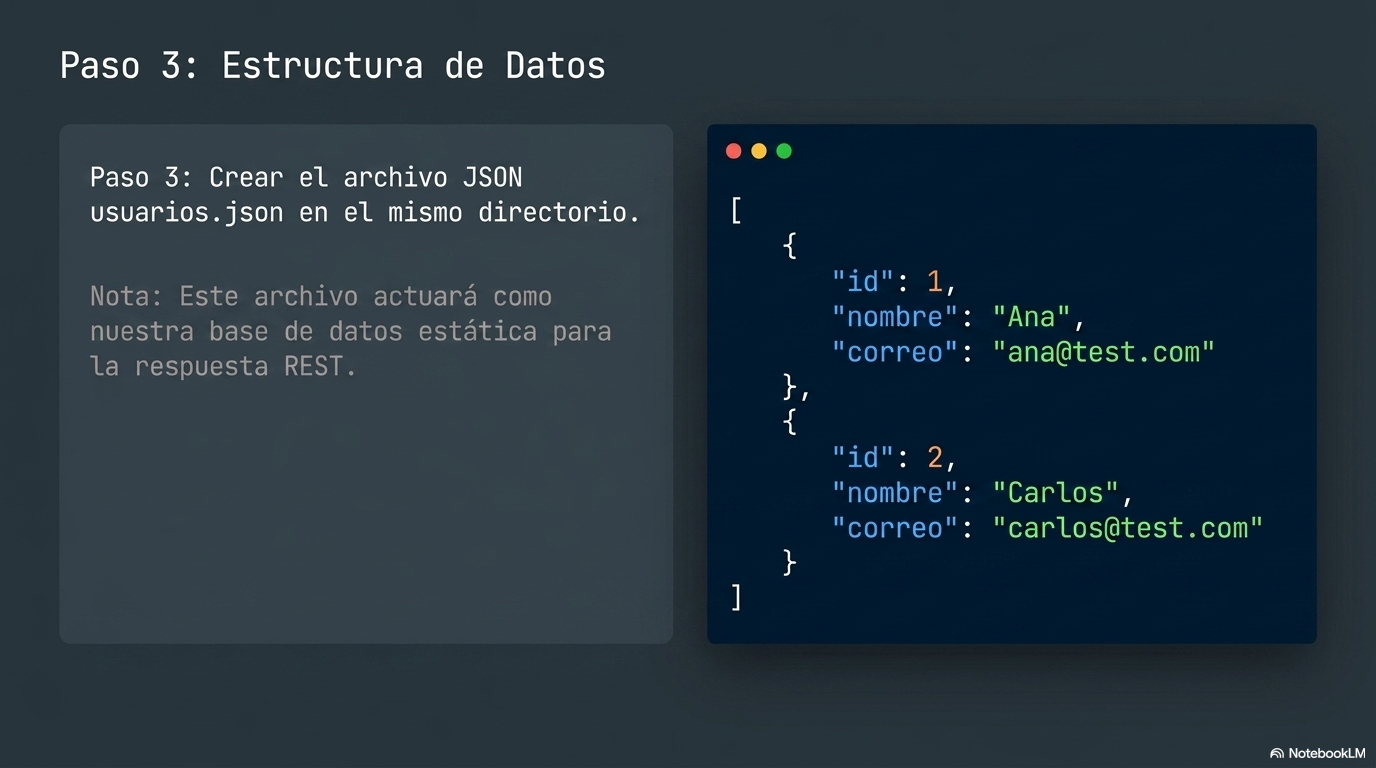 Paso 3: Estructura de Datos
Paso 3: Crear el archivo JSON
usuarios.json en el mismo directorio.
Nota: Este archivo actuará como
nuestra base de datos estática para
la respuesta REST.
[
    {
        "id": 1,
        "nombre": "Ana",
        "correo": "ana@test.com"
    },
    {
        "id": 2,
        "nombre": "Carlos",
        "correo": "carlos@test.com"
    }
]
NotebookLM